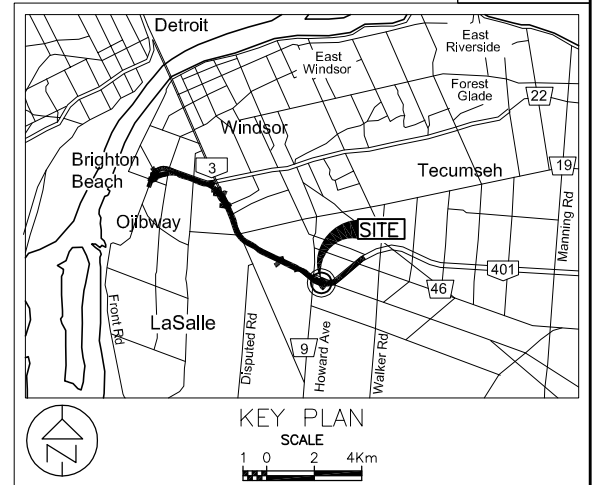 Detroit
East
Riverside
East
Windsor
Forest
Glade
22
Windsor
Brighton
Beach
3
Tecumseh
19
Manning Rd
Ojibway
SITE
401
46
Front Rd
LaSalle
Disputed Rd
9
Howard Ave
Walker Rd
N
KEY PLAN
SCALE
1 0 2 4Km